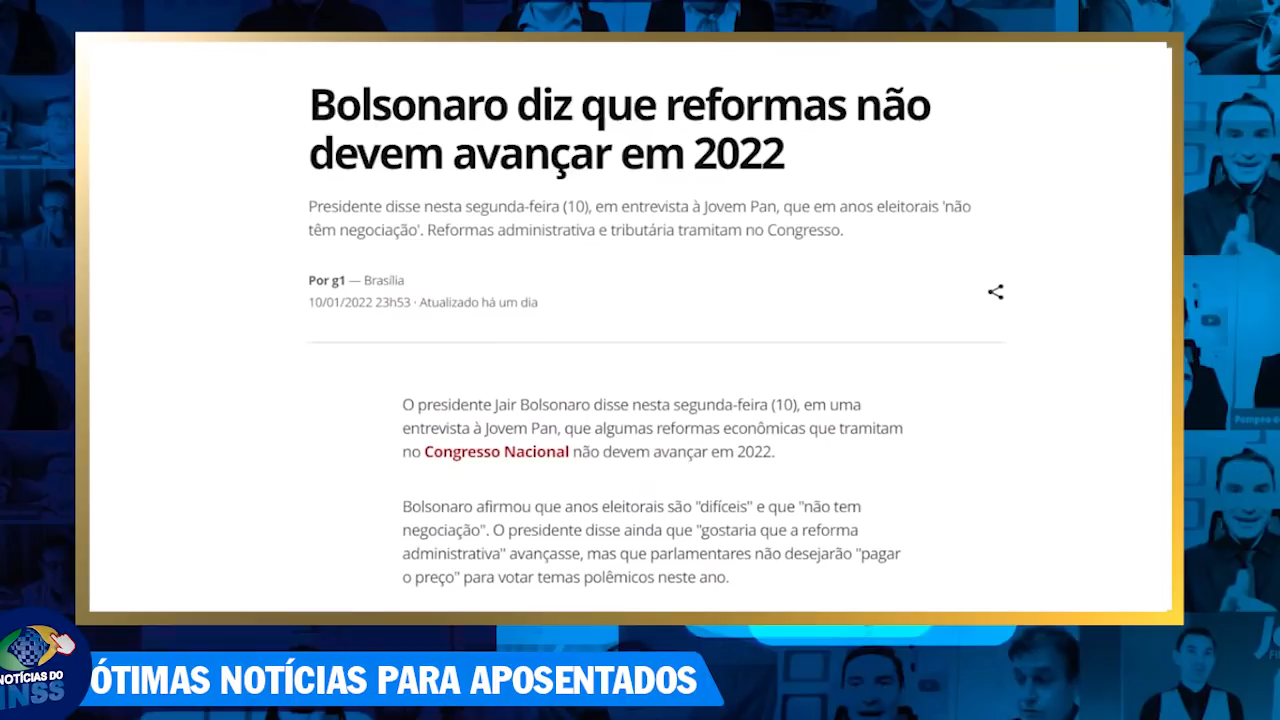 Bolsonaro diz que reformas não
devem avançar em 2022
Presidente disse nesta segunda-feira (10), em entrevista à Jovem Pan, que em anos eleitorais 'não
têm negociação'. Reformas administrativa e tributária tramitam no Congresso.
Por g1 — Brasília
10/01/2022 23h53 · Atualizado há um dia
O presidente Jair Bolsonaro disse nesta segunda-feira (10), em uma
entrevista à Jovem Pan, que algumas reformas econômicas que tramitam
no Congresso Nacional não devem avançar em 2022.
Bolsonaro afirmou que anos eleitorais são "difíceis" e que "não tem
negociação". O presidente disse ainda que "gostaria que a reforma
administrativa" avançasse, mas que parlamentares não desejarão "pagar
o preço" para votar temas polêmicos neste ano.
NOTÍCIAS DO
INSS
ÓTIMAS NOTÍCIAS PARA APOSENTADOS